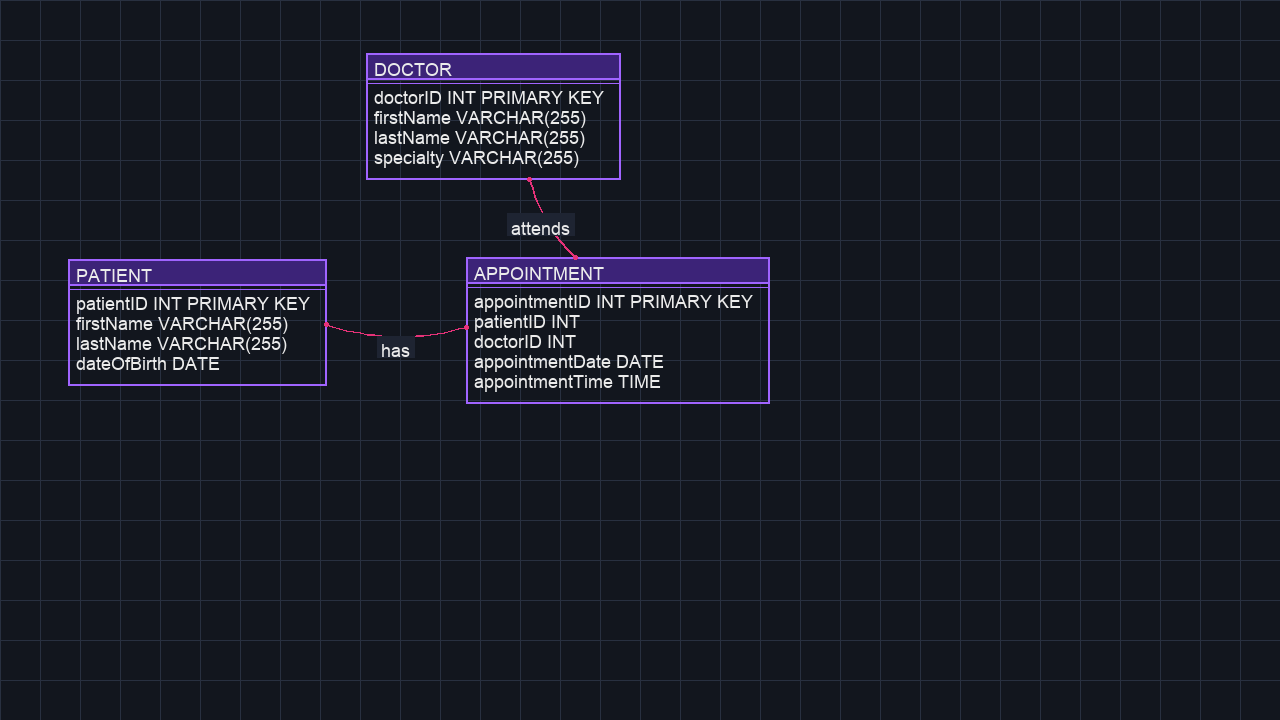 DOCTOR
doctorID INT PRIMARY KEY
firstName VARCHAR(255)
lastName VARCHAR(255)
specialty VARCHAR(255)
attends
PATIENT
patientID INT PRIMARY KEY
firstName VARCHAR(255)
lastName VARCHAR(255)
dateOfBirth DATE
has
APPOINTMENT
appointmentID INT PRIMARY KEY
patientID INT
doctorID INT
appointmentDate DATE
appointmentTime TIME